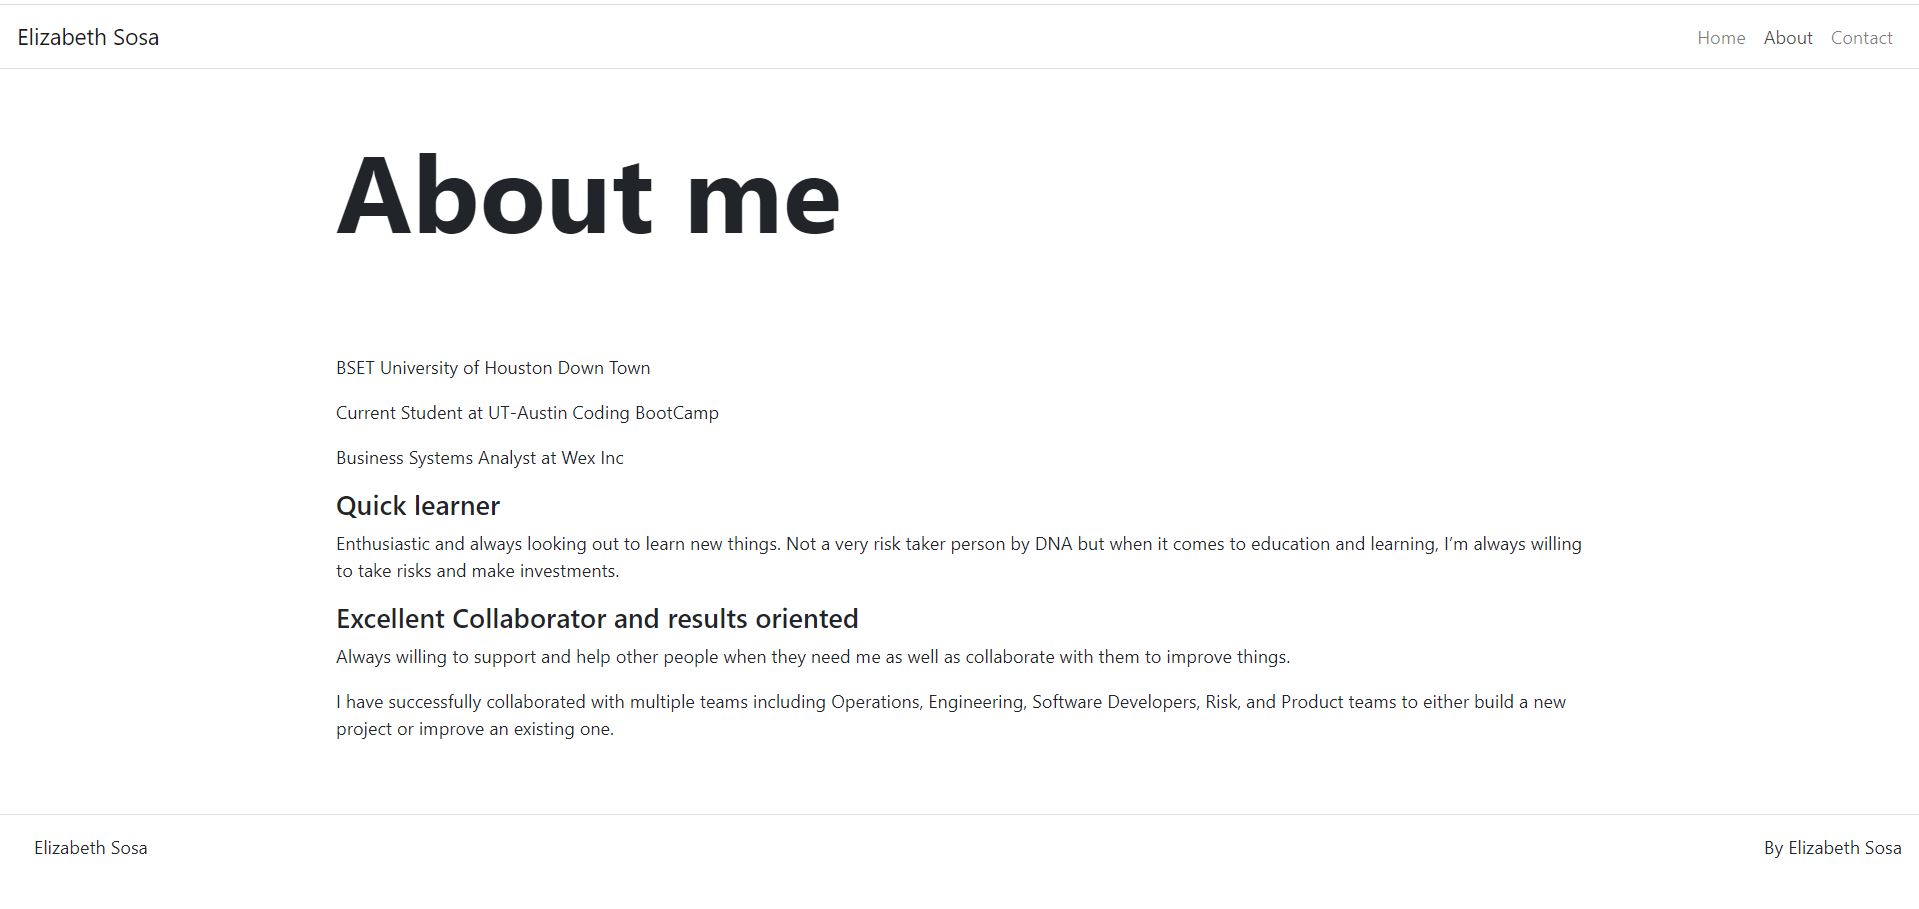 Elizabeth Sosa
Home About Contact
About me
BSET University of Houston Down Town
Current Student at UT-Austin Coding BootCamp
Business Systems Analyst at Wex Inc
Quick learner
Enthusiastic and always looking out to learn new things. Not a very risk taker person by DNA but when it comes to education and learning, I’m always willing
to take risks and make investments.
Excellent Collaborator and results oriented
Always willing to support and help other people when they need me as well as collaborate with them to improve things.
I have successfully collaborated with multiple teams including Operations, Engineering, Software Developers, Risk, and Product teams to either build a new
project or improve an existing one.
Elizabeth Sosa
By Elizabeth Sosa